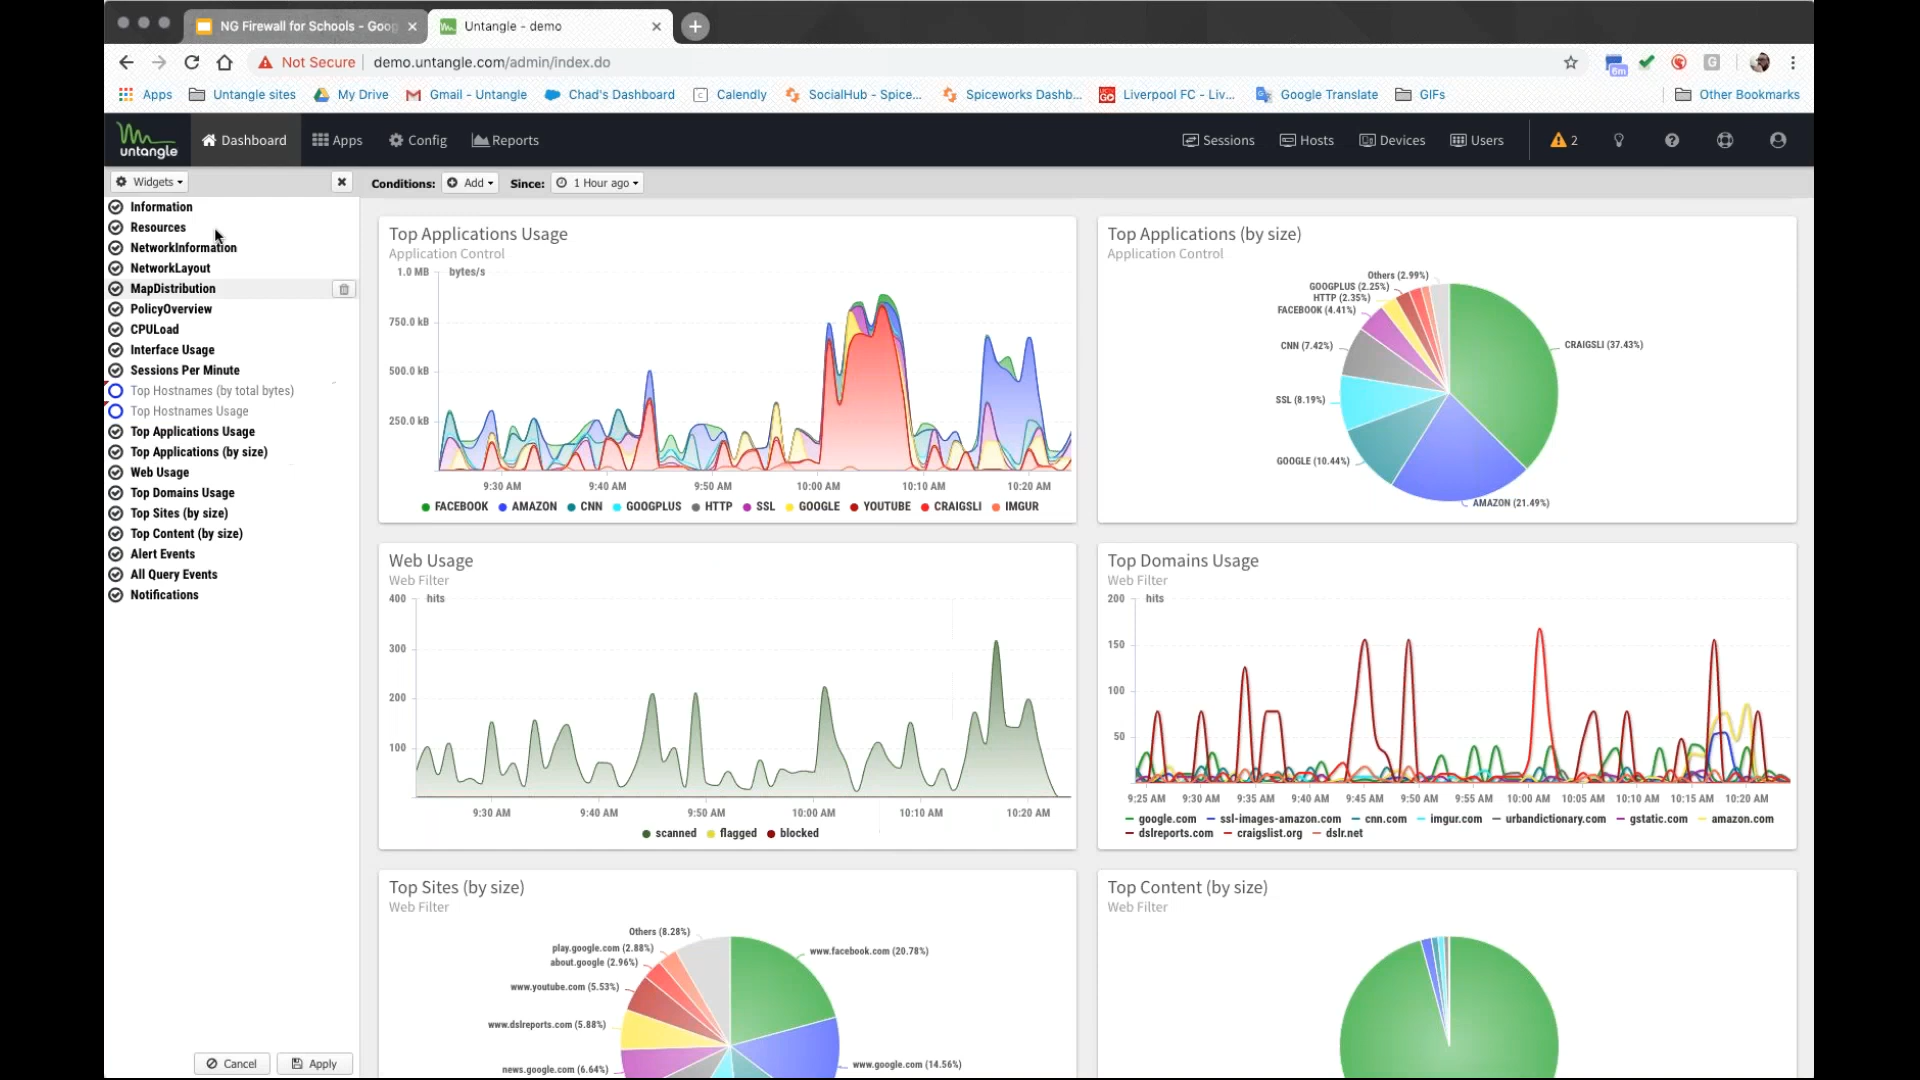 NG Firewall for Schools - Goog
Untangle - demo
Not Secure
demo.untangle.com/admin/index.do
6m
G
Apps
Untangle sites
My Drive
Gmail - Untangle
Chad's Dashboard
Calendly
SocialHub - Spice...
Spiceworks Dashb...
Liverpool FC - Liv...
Google Translate
GIFs
Other Bookmarks
untangle
Dashboard
Apps
Config
Reports
Sessions
Hosts
Devices
Users
2
Widgets
Conditions:
Add
Since:
1 Hour ago
Information
Resources
NetworkInformation
NetworkLayout
MapDistribution
PolicyOverview
CPULoad
Interface Usage
Sessions Per Minute
Top Hostnames (by total bytes)
Top Hostnames Usage
Top Applications Usage
Top Applications (by size)
Web Usage
Top Domains Usage
Top Sites (by size)
Top Content (by size)
Alert Events
All Query Events
Notifications
Cancel
Apply
Top Applications Usage
Application Control
1.0 MB
bytes/s
750.0 kB
500.0 kB
250.0 kB
9:30 AM 9:40 AM 9:50 AM 10:00 AM 10:10 AM 10:20 AM
FACEBOOK AMAZON CNN GOOGPLUS HTTP SSL GOOGLE YOUTUBE CRAIGSLI IMGUR
Top Applications (by size)
Application Control
Others (2.99%)
GOOGPLUS (2.25%)
HTTP (2.35%)
FACEBOOK (4.41%)
CNN (7.42%)
CRAIGSLI (37.43%)
SSL (8.19%)
GOOGLE (10.44%)
AMAZON (21.49%)
Web Usage
Web Filter
400
hits
300
200
100
9:30 AM 9:40 AM 9:50 AM 10:00 AM 10:10 AM 10:20 AM
scanned flagged blocked
Top Domains Usage
Web Filter
200
hits
150
100
50
9:25 AM 9:30 AM 9:35 AM 9:40 AM 9:45 AM 9:50 AM 9:55 AM 10:00 AM 10:05 AM 10:10 AM 10:15 AM 10:20 AM
google.com ssl-images-amazon.com cnn.com imgur.com urbandictionary.com gstatic.com amazon.com
dslreports.com craigslist.org dslr.net
Top Sites (by size)
Web Filter
Others (8.28%)
play.google.com (2.88%)
about.google (2.96%)
www.facebook.com (20.78%)
www.youtube.com (5.53%)
www.dslreports.com (5.88%)
news.google.com (6.64%)
www.google.com (14.56%)
Top Content (by size)
Web Filter